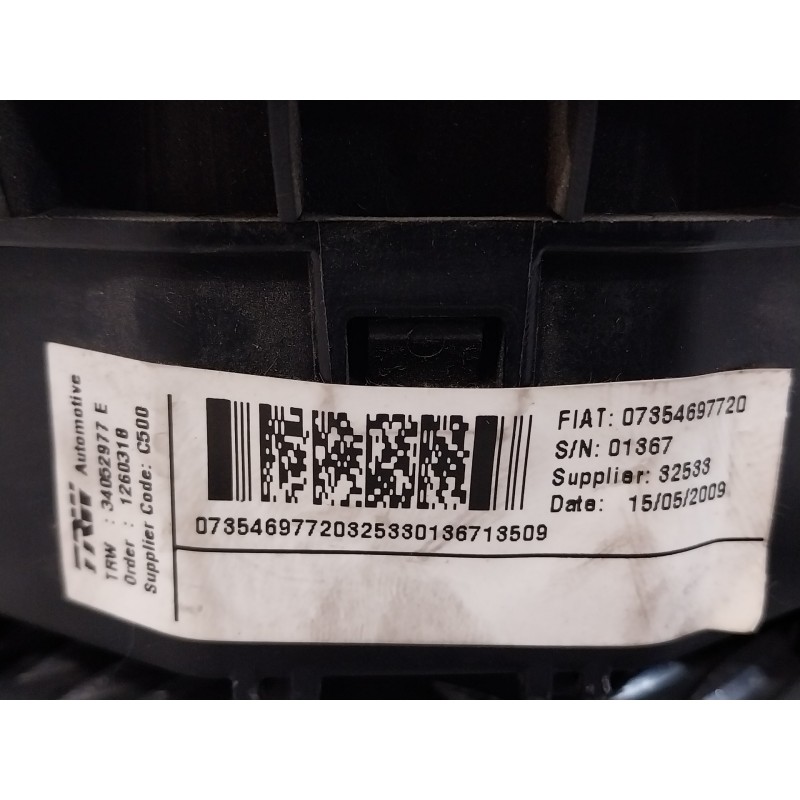 TRW Automotive
TRW : 34052977 E
Order : 1260318
Supplier Code: C500
FIAT: 07354697720
S/N: 01367
Supplier: 32533
Date: 15/05/2009
07354697720325330136713509